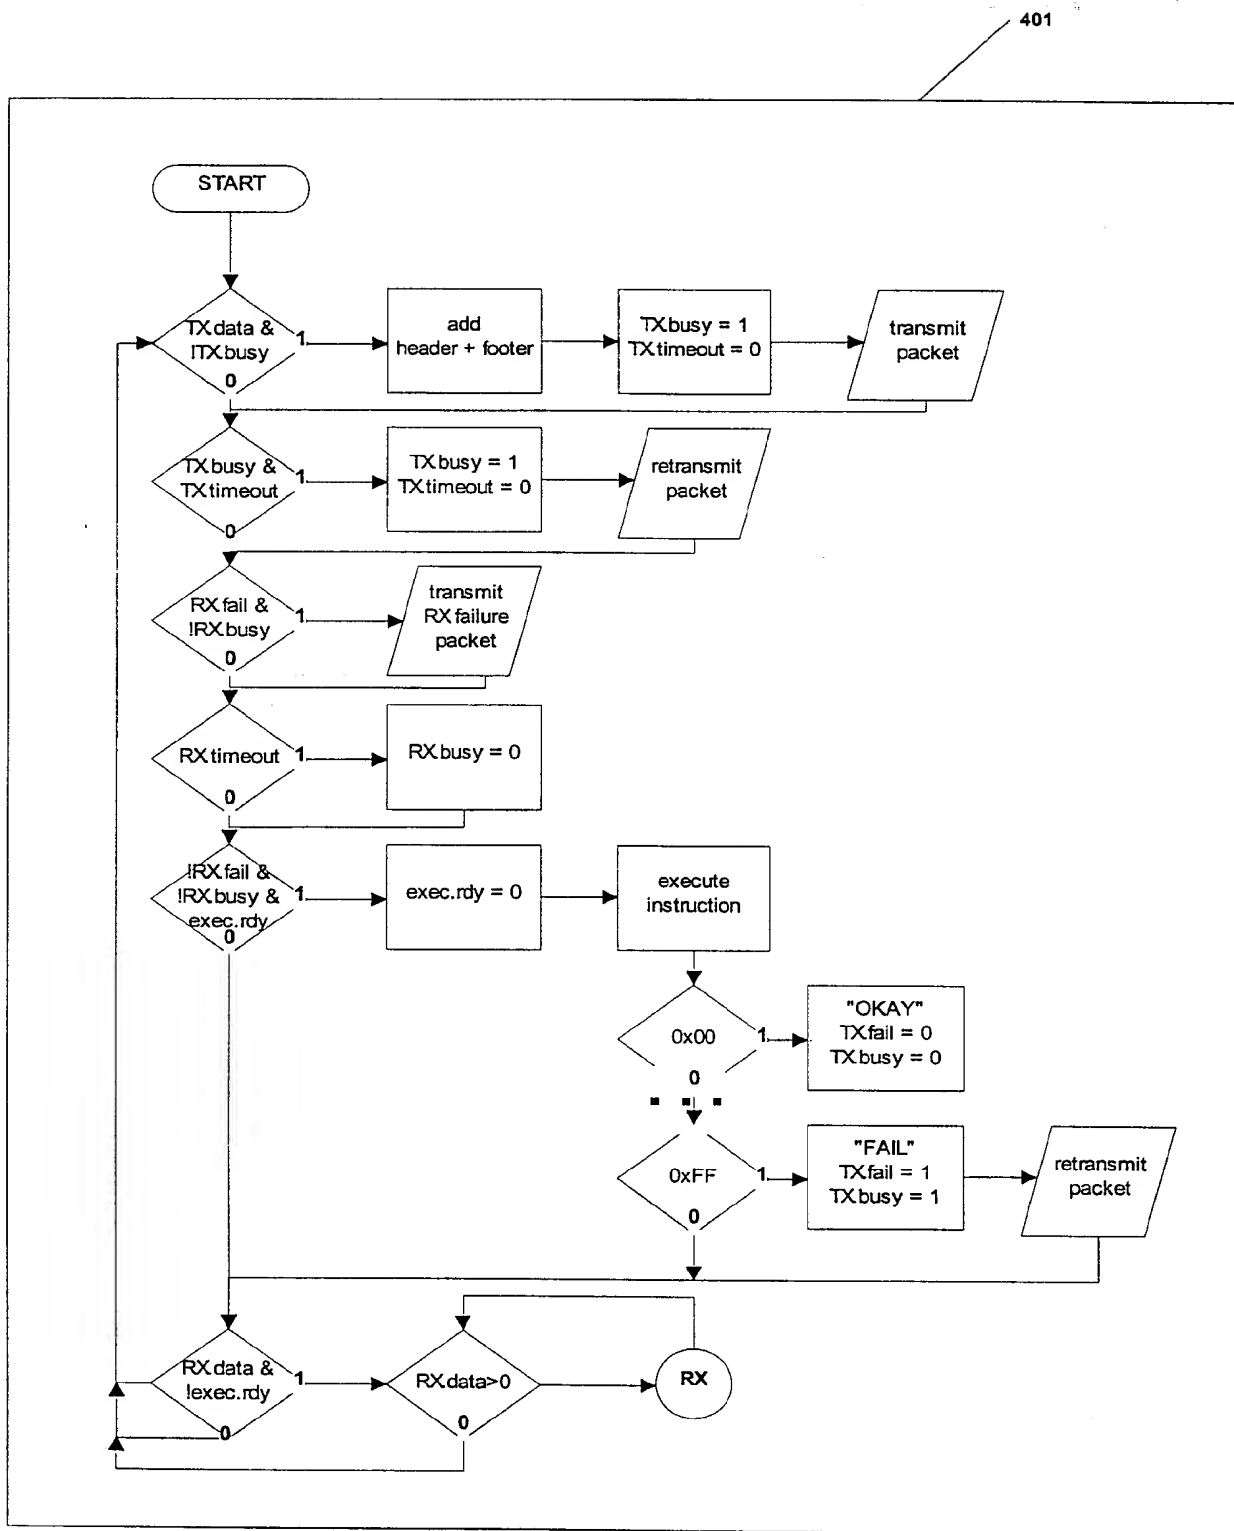 401
START
TX.data &
!TX.busy
1
0
add
header + footer
TX.busy = 1
TX.timeout = 0
transmit
packet
TX.busy &
TX.timeout
1
0
TX.busy = 1
TX.timeout = 0
retransmit
packet
RX.fail &
!RX.busy
1
0
transmit
RX failure
packet
RX.timeout
1
0
RX.busy = 0
!RX.fail &
!RX.busy &
exec.rdy
1
0
exec.rdy = 0
execute
instruction
0x00
1
0
"OKAY"
TX.fail = 0
TX.busy = 0
0xFF
1
0
"FAIL"
TX.fail = 1
TX.busy = 1
retransmit
packet
RX.data &
!exec.rdy
1
0
RX.data>0
0
RX